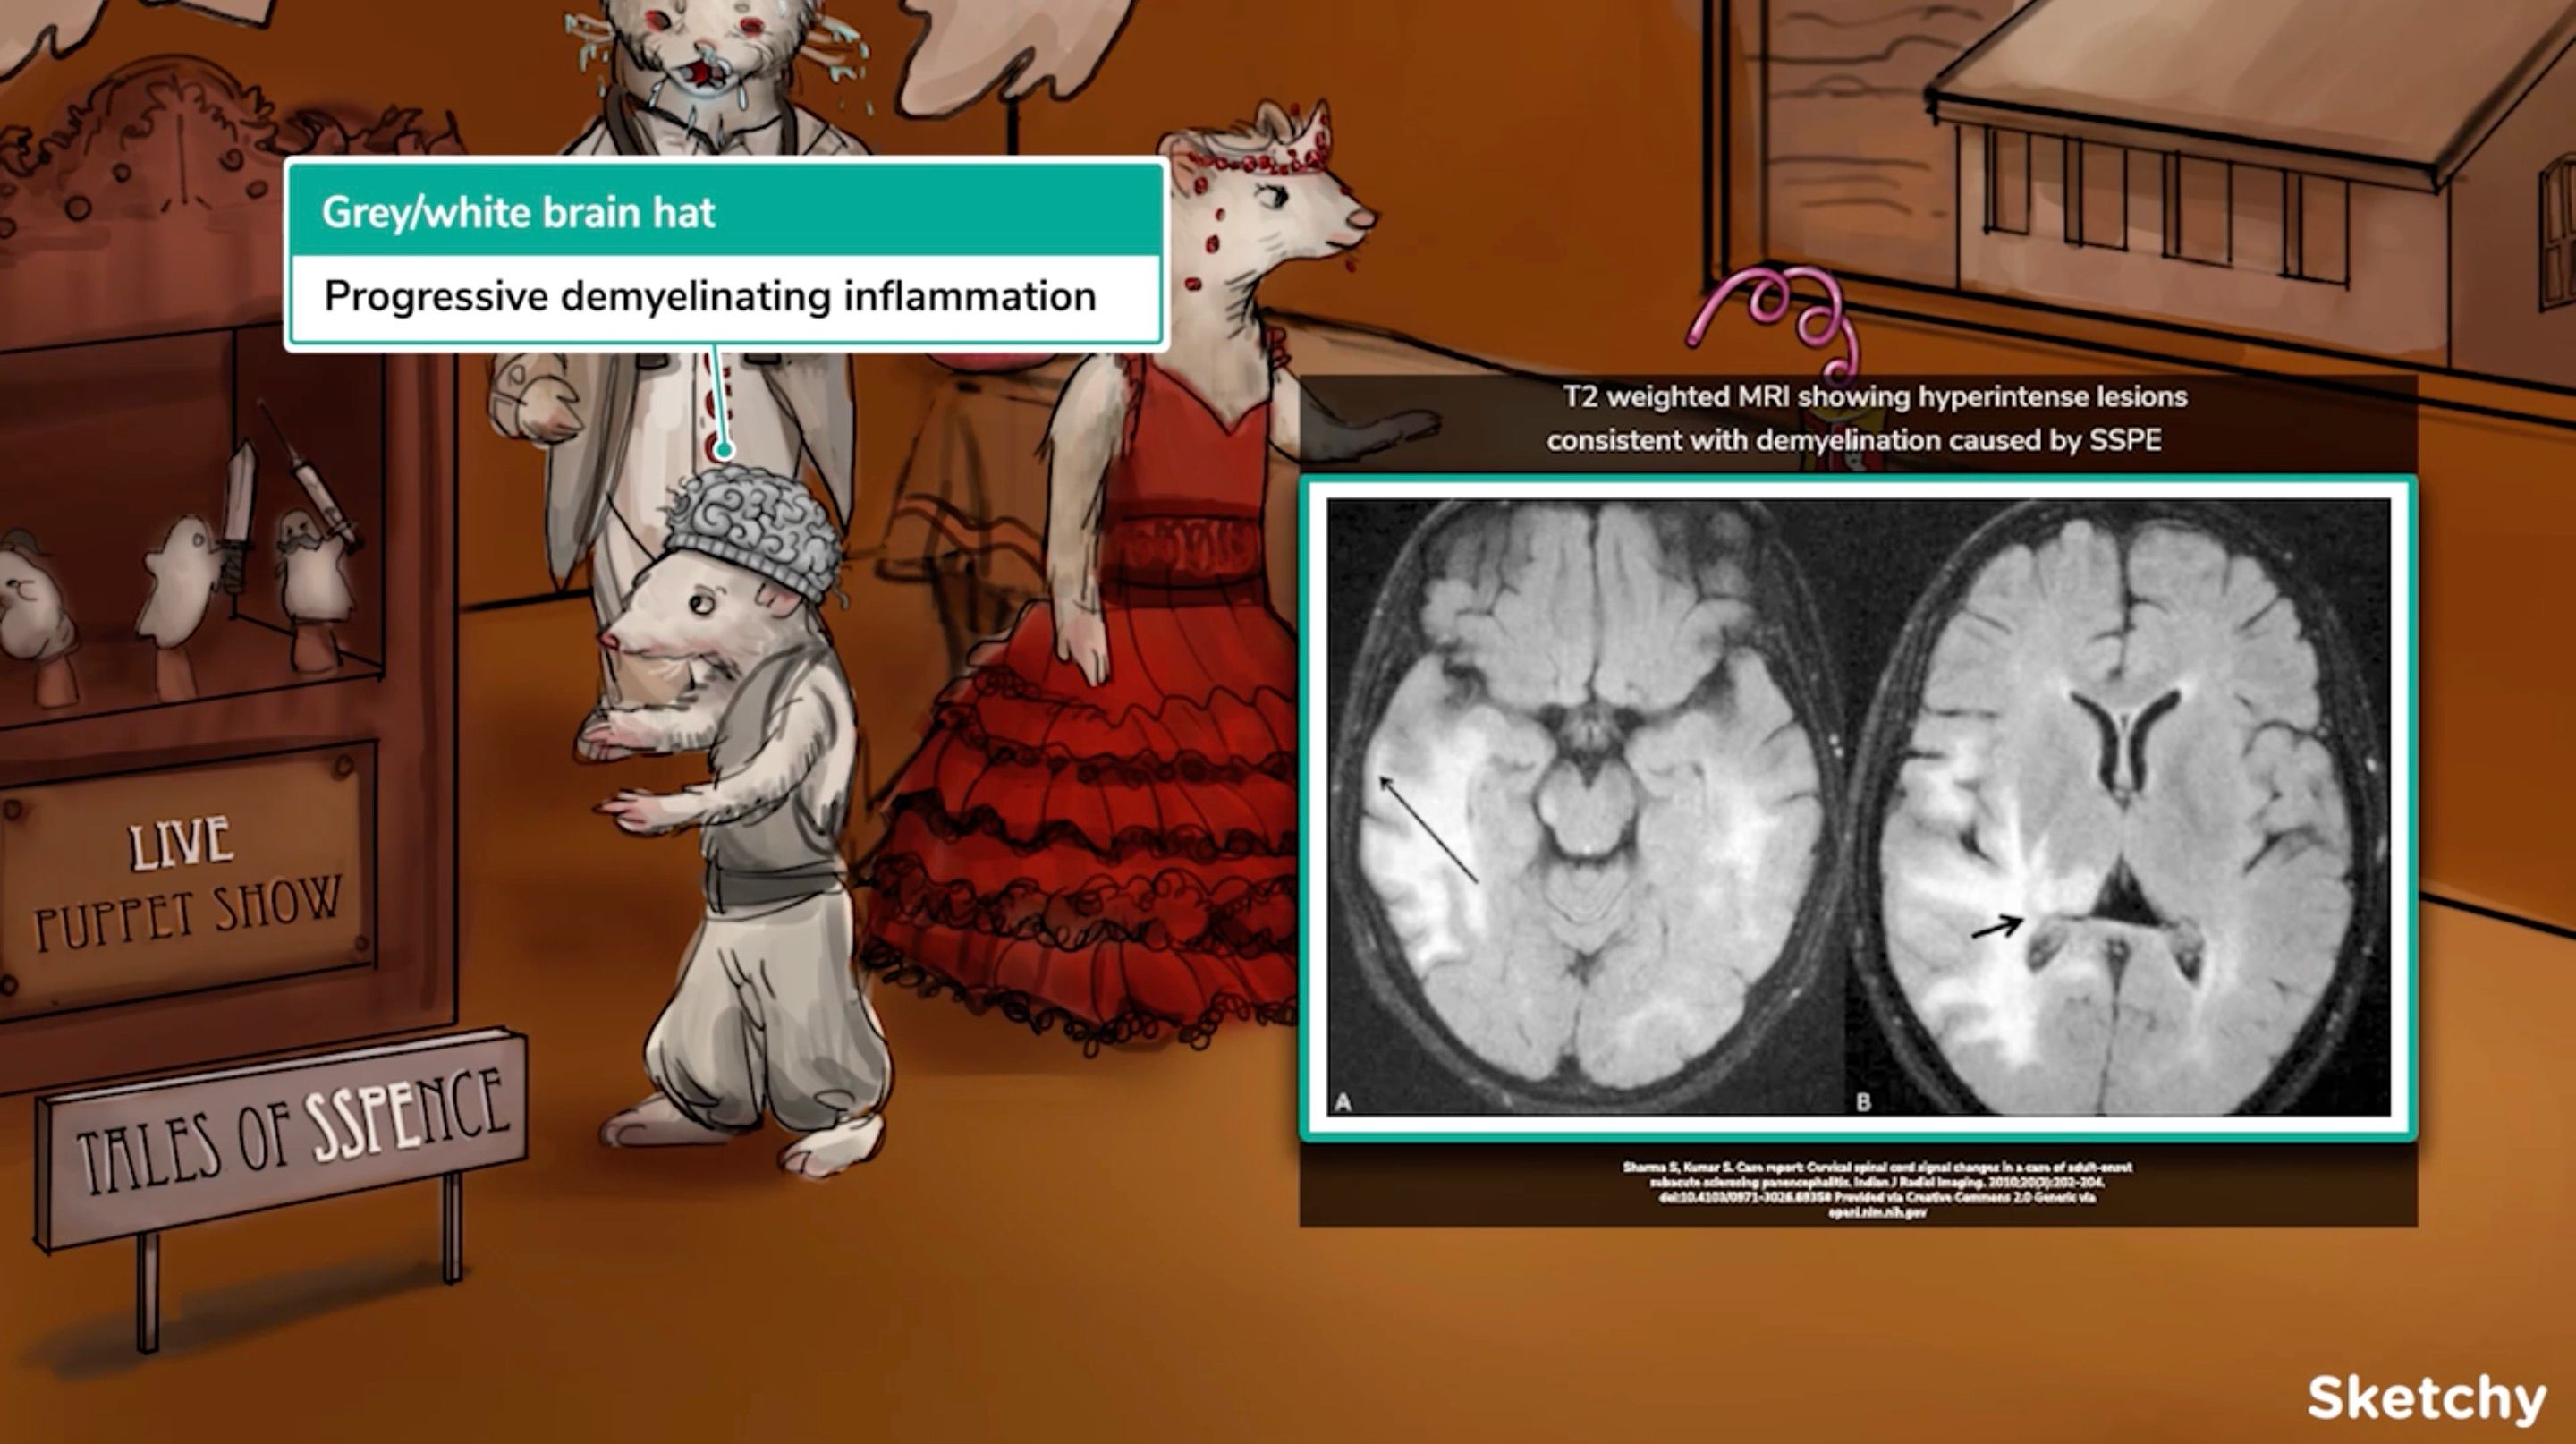 Grey/white brain hat
Progressive demyelinating inflammation
T2 weighted MRI showing hyperintense lesions
consistent with demyelination caused by SSPE
A
B
Sharma S, Kumar S. Case report: Cervical spinal cord signal changes in a case of adult-onset
subacute sclerosing panencephalitis. Indian J Radiol Imaging. 2010;20(3):202-204.
doi:10.4103/0971-3026.69358 Provided via Creative Commons 2.0 Generic via
openi.nlm.nih.gov
LIVE
PUPPET SHOW
TALES OF SSPENCE
Sketchy